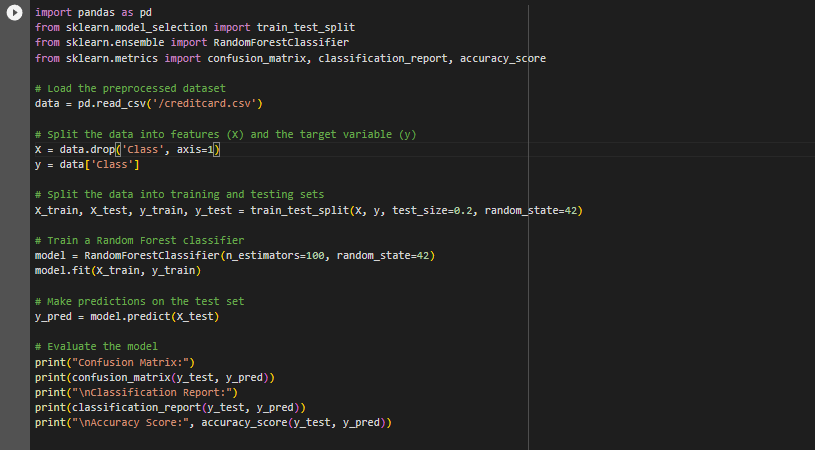 import pandas as pd
from sklearn.model_selection import train_test_split
from sklearn.ensemble import RandomForestClassifier
from sklearn.metrics import confusion_matrix, classification_report, accuracy_score
# Load the preprocessed dataset
data = pd.read_csv('/creditcard.csv')
# Split the data into features (X) and the target variable (y)
X = data.drop('Class', axis=1)
y = data['Class']
# Split the data into training and testing sets
X_train, X_test, y_train, y_test = train_test_split(X, y, test_size=0.2, random_state=42)
# Train a Random Forest classifier
model = RandomForestClassifier(n_estimators=100, random_state=42)
model.fit(X_train, y_train)
# Make predictions on the test set
y_pred = model.predict(X_test)
# Evaluate the model
print("Confusion Matrix:")
print(confusion_matrix(y_test, y_pred))
print("\nClassification Report:")
print(classification_report(y_test, y_pred))
print("\nAccuracy Score:", accuracy_score(y_test, y_pred))